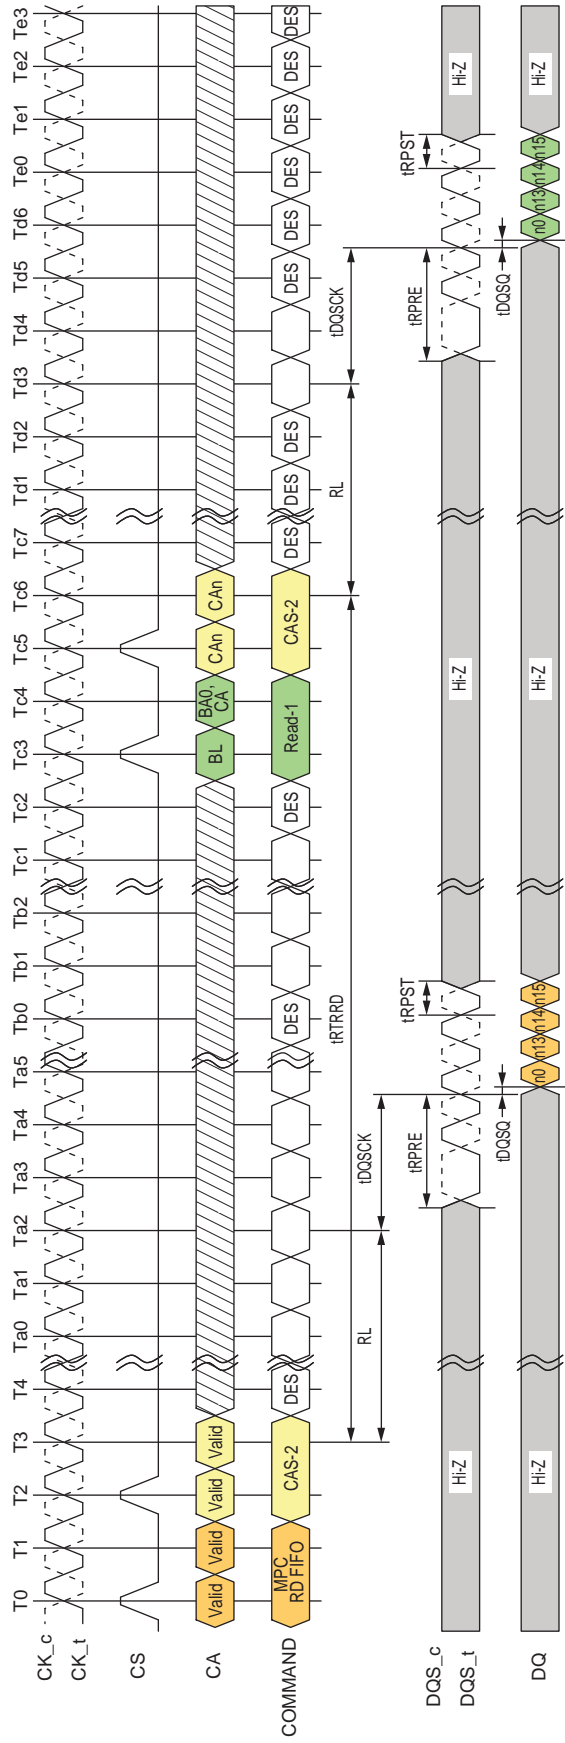 T0 T1 T2 T3 T4 Ta0 Ta1 Ta2 Ta3 Ta4 Ta5 Tb0 Tb1 Tb2 Tc1 Tc2 Tc3 Tc4 Tc5 Tc6 Tc7 Td1 Td2 Td3 Td4 Td5 Td6 Te0 Te1 Te2 Te3
CK_c
CK_t
CS
CA Valid Valid Valid Valid BL BA0, CAn CAn
CA
COMMAND MPC CAS-2 DES DES DES Read-1 CAS-2 DES DES DES DES DES DES DES DES DES
RD FIFO
tRTRRD
RL tDQSCK RL tDQSCK
tRPRE tRPST tRPRE tRPST
DQS_c
DQS_t
Hi-Z Hi-Z Hi-Z
tDQSQ tDQSQ
DQ Hi-Z n0 n13 n14 n15 Hi-Z n0 n13 n14 n15 Hi-Z